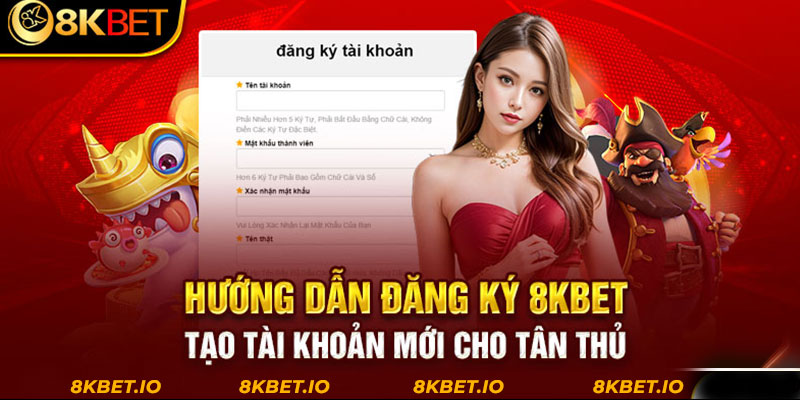 8KBET
đăng ký tài khoản
Tên tài khoản
Phải Nhiều Hơn 5 Ký Tự, Phải Bắt Đầu Bằng Chữ Cái, Không
Điền Các Ký Tự Đặc Biệt.
Mật khẩu thành viên
Hơn 6 Ký Tự Phải Bao Gồm Chữ Cái Và Số
Xác nhận mật khẩu
Vui Lòng Xác Nhận Lại Mật Khẩu Của Bạn
Tên thật
HƯỚNG DẪN ĐĂNG KÝ 8KBET
TẠO TÀI KHOẢN MỚI CHO TÂN THỦ
8KBET.IO 8KBET.IO 8KBET.IO 8KBET.IO